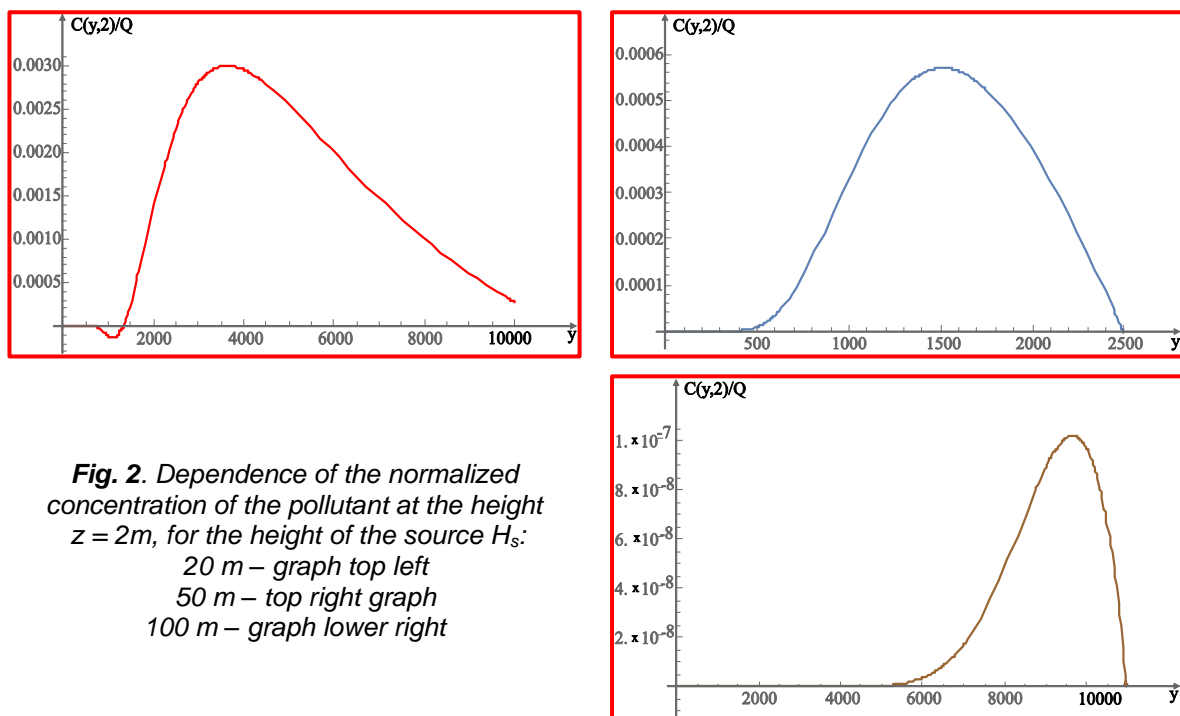 C(y,2)/Q
0.0030
0.0025
0.0020
0.0015
0.0010
0.0005
2000 4000 6000 8000 10000 y
C(y,2)/Q
0.0006
0.0005
0.0004
0.0003
0.0002
0.0001
500 1000 1500 2000 2500 y
Fig. 2. Dependence of the normalized
concentration of the pollutant at the height
z = 2m, for the height of the source Hs:
20 m – graph top left
50 m – top right graph
100 m – graph lower right
C(y,2)/Q
1. x 10-7
8. x 10-8
6. x 10-8
4. x 10-8
2. x 10-8
2000 4000 6000 8000 10000 y